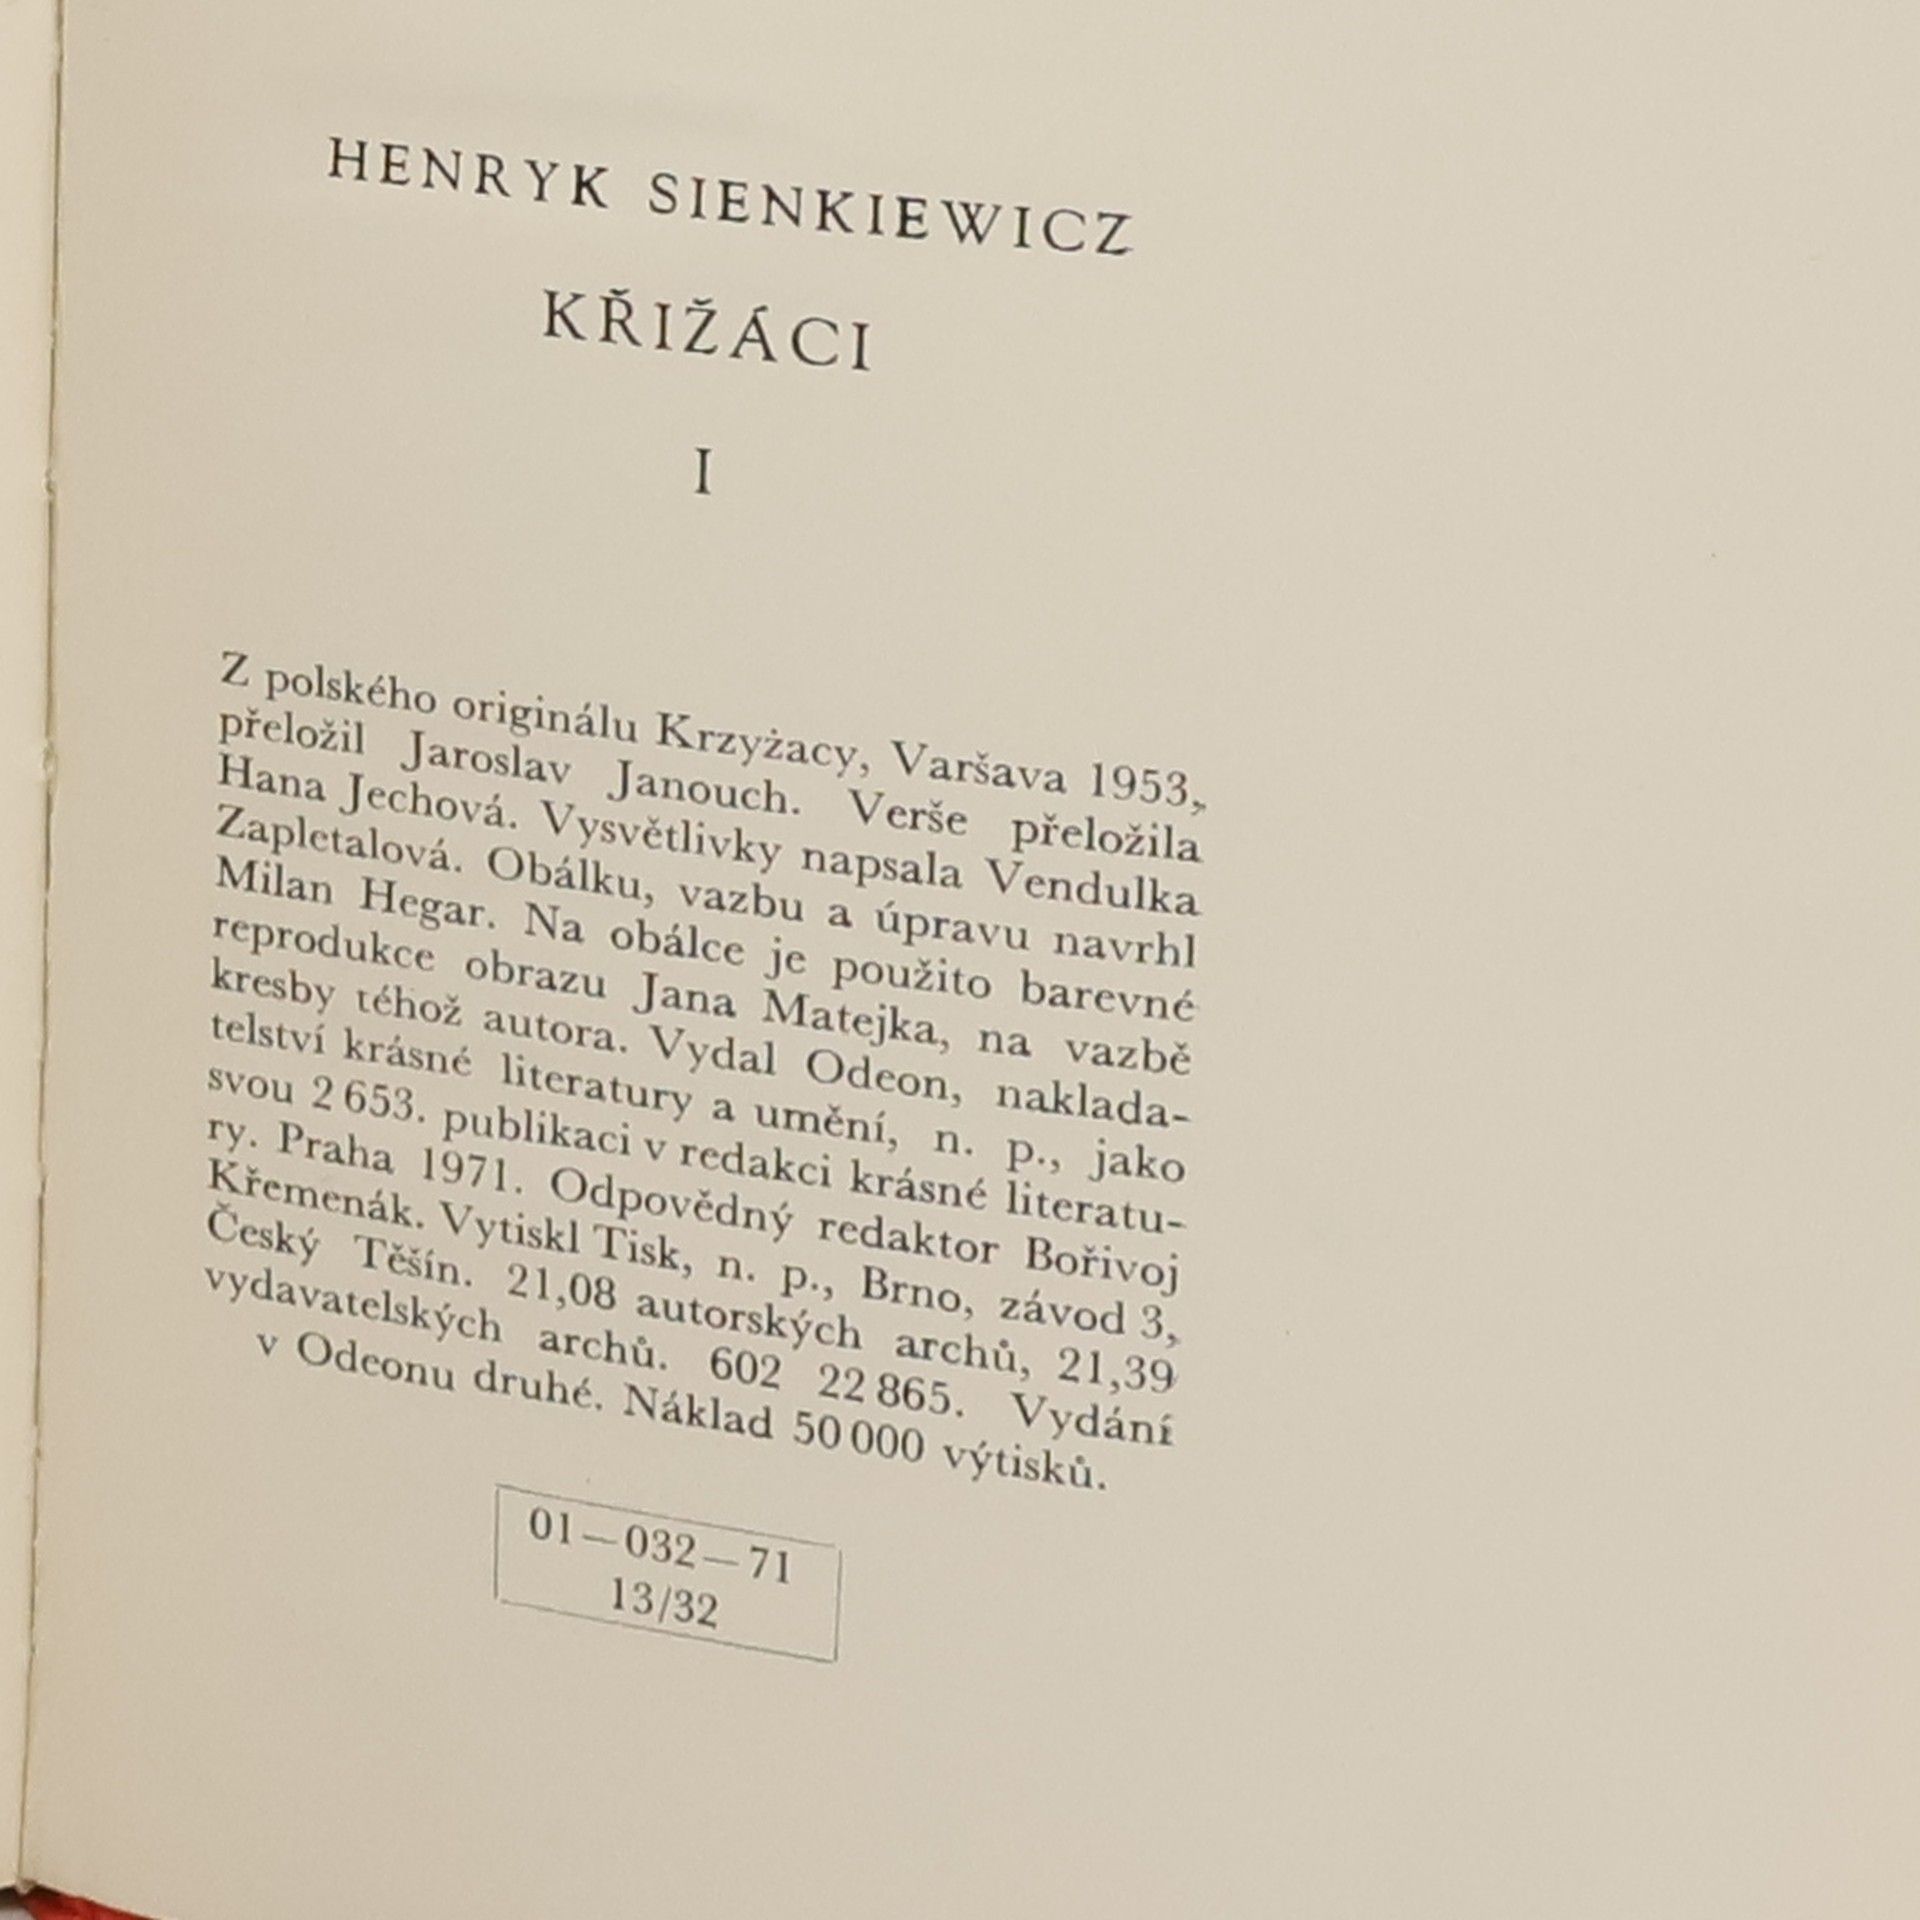 HENRYK SIENKIEWICZ
KŘIŽÁCI
I
Z polského originálu Krzyżacy, Varšava 1953,
přeložil Jaroslav Janouch. Verše přeložila
Hana Jechová. Vysvětlivky napsala Vendulka
Zapletalová. Obálku, vazbu a úpravu navrhl
Milan Hegar. Na obálce je použito barevné
reprodukce obrazu Jana Matejka, na vazbě
kresby téhož autora. Vydal Odeon, naklada-
telství krásné literatury a umění, n. p., jako
svou 2 653. publikaci v redakci krásné literatu-
ry. Praha 1971. Odpovědný redaktor Bořivoj
Křemenák. Vytiskl Tisk, n. p., Brno, závod 3,
Český Těšín. 21,08 autorských archů, 21,39
vydavatelských archů. 602 22 865. Vydání
v Odeonu druhé. Náklad 50 000 výtisků.
01—032—71
13/32